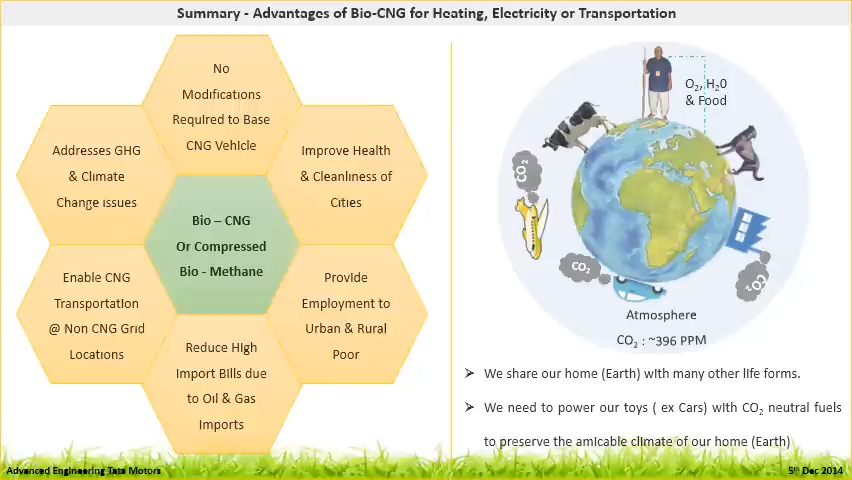 Summary - Advantages of Bio-CNG for Heating, Electricity or Transportation
No
Modifications
Required to Base
CNG Vehicle
Addresses GHG
& Climate
Change issues
Improve Health
& Cleanliness of
Cities
Bio – CNG
Or Compressed
Bio - Methane
Enable CNG
Transportation
@ Non CNG Grid
Locations
Provide
Employment to
Urban & Rural
Poor
Reduce High
Import Bills due
to Oil & Gas
Imports
O₂, H₂0
& Food
CO₂
CO₂
CO₂
Atmosphere
CO₂ : ~396 PPM
➢ We share our home (Earth) with many other life forms.
➢ We need to power our toys ( ex Cars) with CO₂ neutral fuels
to preserve the amicable climate of our home (Earth)
Advanced Engineering Tata Motors
5th Dec 2014